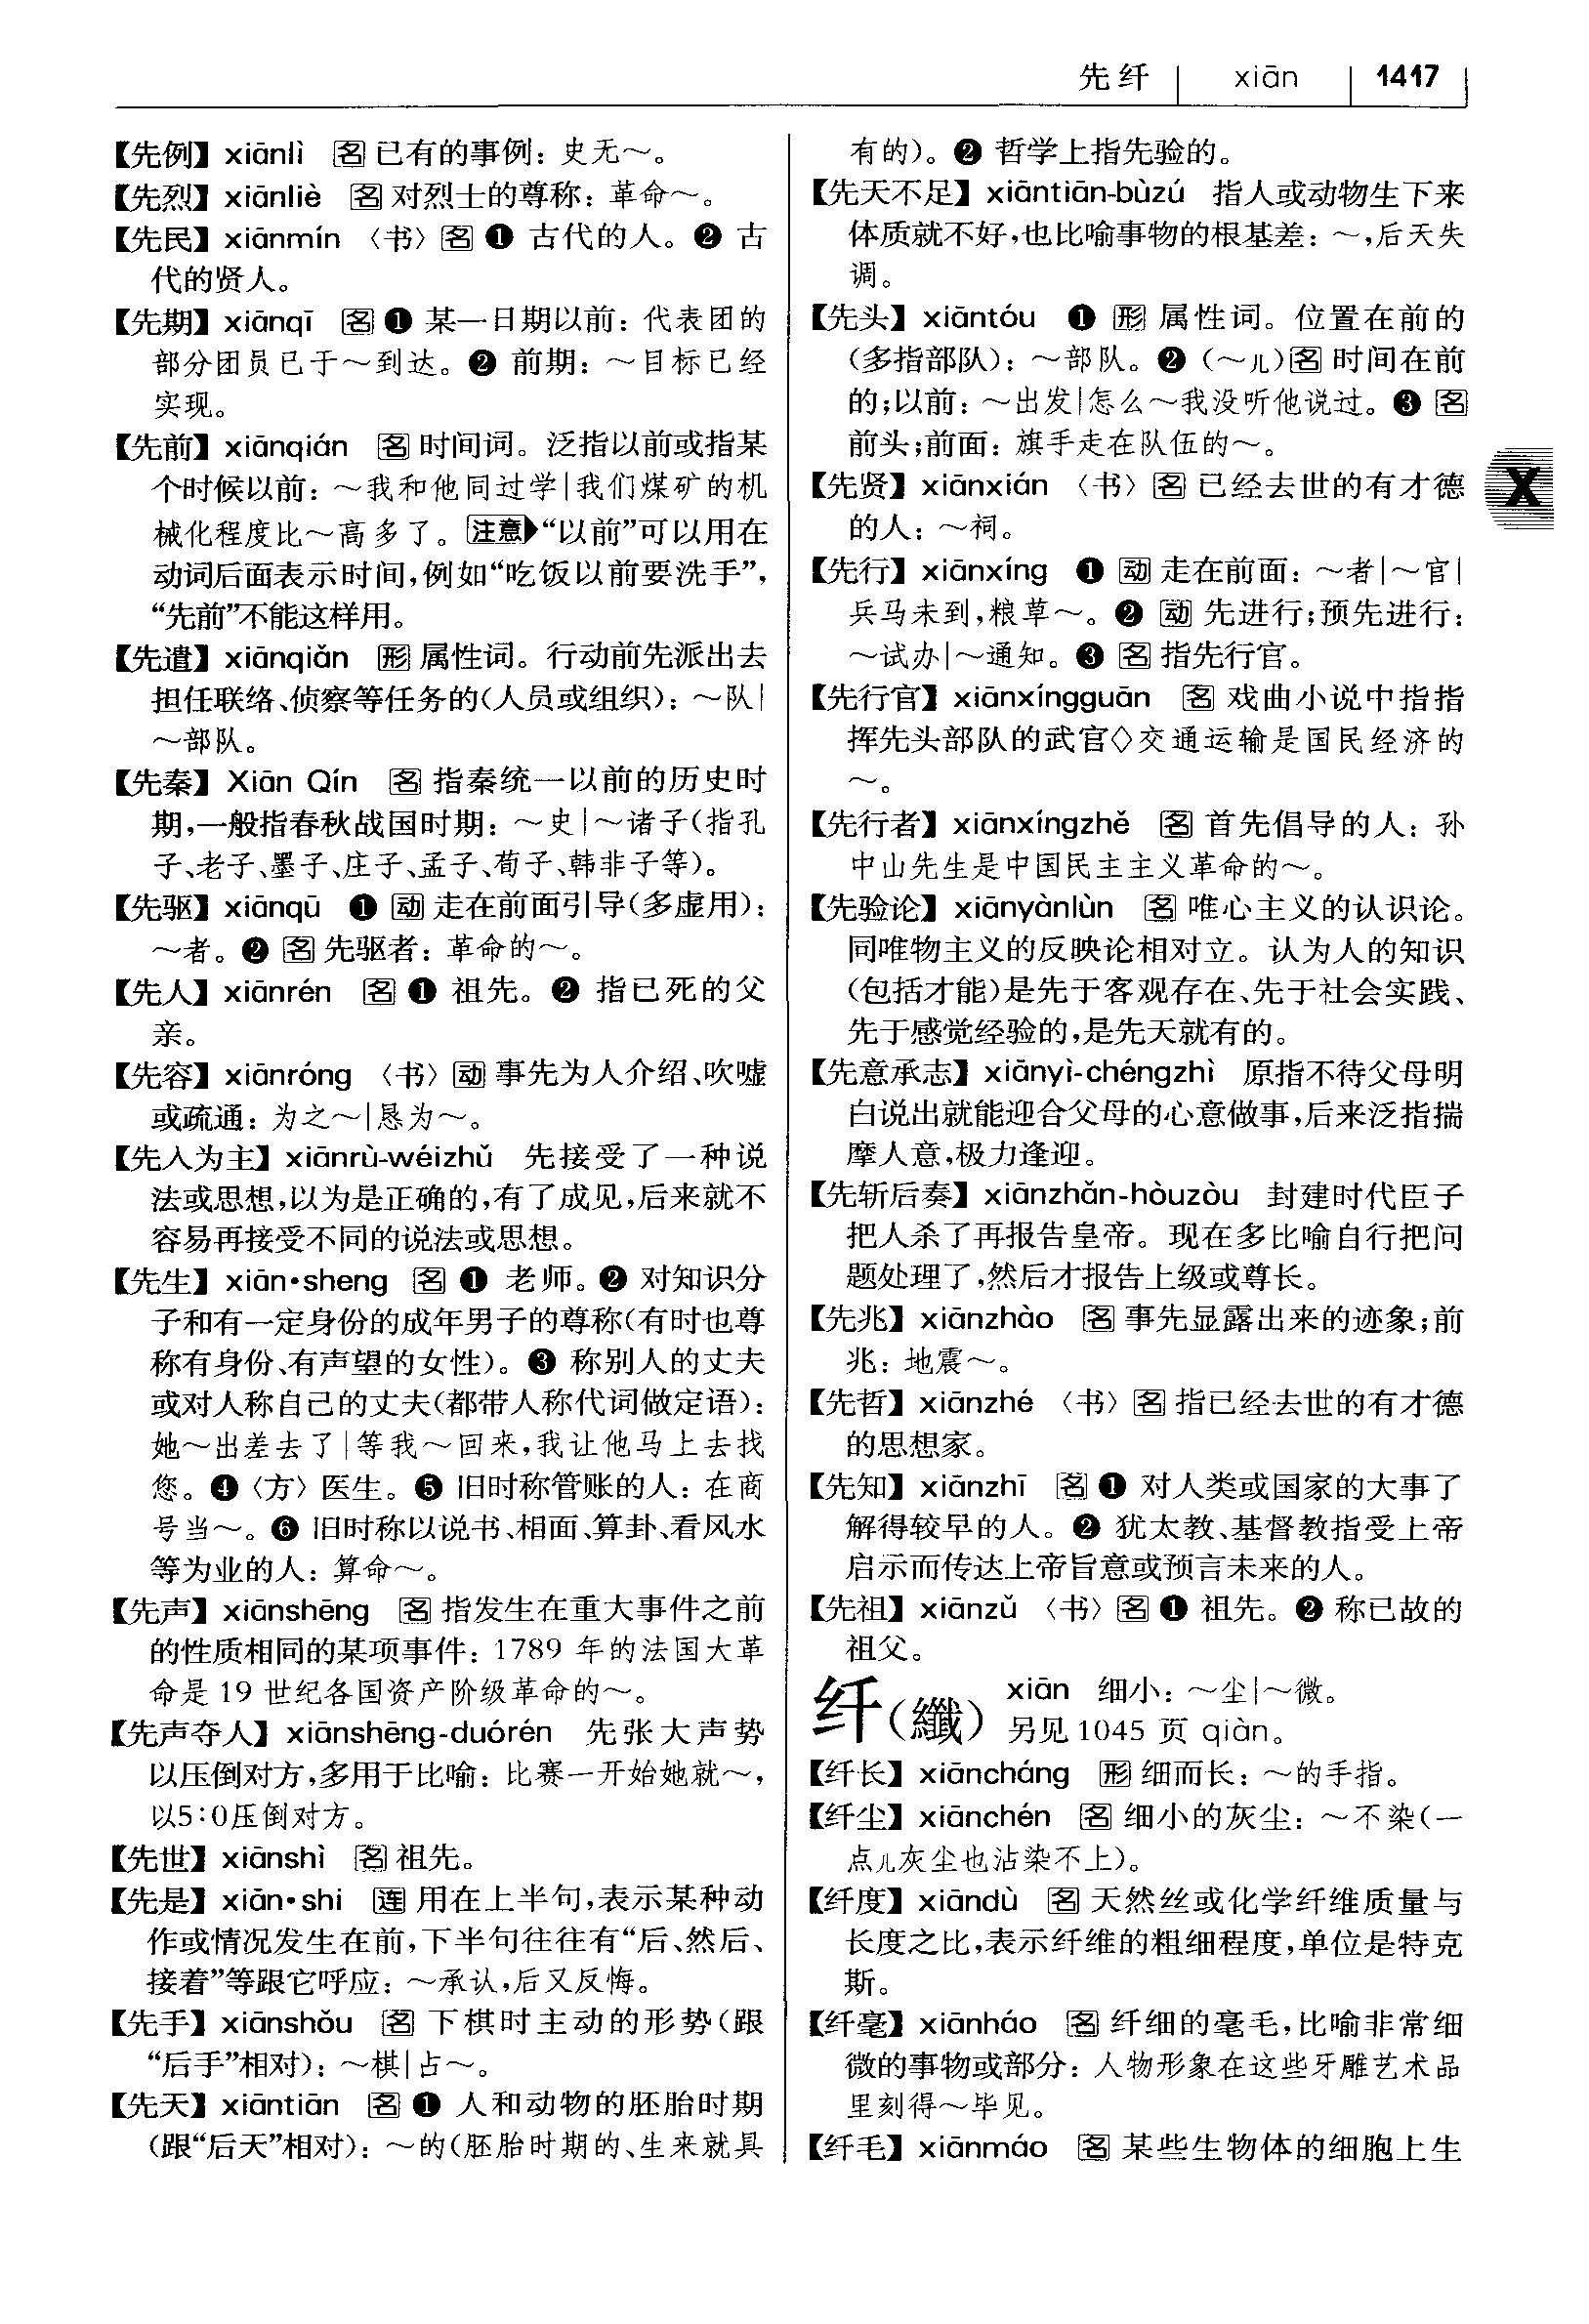 先纤 xiān 1417
【先例】xiānlì 名 已有的事例：史无～。
【先烈】xiānliè 名 对烈士的尊称：革命～。
【先民】xiānmín 〈书〉名 ❶ 古代的人。❷ 古
代的贤人。
【先期】xiānqī 名 ❶ 某一日期以前：代表团的
部分团员已于～到达。❷ 前期：～目标已经
实现。
【先前】xiānqián 名 时间词。泛指以前或指某
个时候以前：～我和他同过学|我们煤矿的机
械化程度比～高多了。注意“以前”可以用在
动词后面表示时间，例如“吃饭以前要洗手”，
“先前”不能这样用。
【先遣】xiānqiǎn 形 属性词。行动前先派出去
担任联络、侦察等任务的（人员或组织）：～队|
～部队。
【先秦】Xiān Qín 名 指秦统一以前的历史时
期，一般指春秋战国时期：～史|～诸子（指孔
子、老子、墨子、庄子、孟子、荀子、韩非子等）。
【先驱】xiānqū ❶ 动 走在前面引导（多虚用）：
～者。❷ 名 先驱者：革命的～。
【先人】xiānrén 名 ❶ 祖先。❷ 指已死的父
亲。
【先容】xiānróng 〈书〉动 事先为人介绍、吹嘘
或疏通：为之～|恳为～。
【先入为主】xiānrù-wéizhǔ 先接受了一种说
法或思想，以为是正确的，有了成见，后来就不
容易再接受不同的说法或思想。
【先生】xiān•sheng 名 ❶ 老师。❷ 对知识分
子和有一定身份的成年男子的尊称（有时也尊
称有身份、有声望的女性）。❸ 称别人的丈夫
或对人称自己的丈夫（都带人称代词做定语）：
她～出差去了|等我～回来，我让他马上去找
您。❹〈方〉医生。❺ 旧时称管账的人：在商
号当～。❻ 旧时称以说书、相面、算卦、看风水
等为业的人：算命～。
【先声】xiānshēng 名 指发生在重大事件之前
的性质相同的某项事件：1789 年的法国大革
命是 19 世纪各国资产阶级革命的～。
【先声夺人】xiānshēng-duórén 先张大声势
以压倒对方，多用于比喻：比赛一开始她就～，
以5∶0压倒对方。
【先世】xiānshì 名 祖先。
【先是】xiān•shi 连 用在上半句，表示某种动
作或情况发生在前，下半句往往有“后、然后、
接着”等跟它呼应：～承认，后又反悔。
【先手】xiānshǒu 名 下棋时主动的形势（跟
“后手”相对）：～棋|占～。
【先天】xiāntiān 名 ❶ 人和动物的胚胎时期
（跟“后天”相对）：～的（胚胎时期的、生来就具
有的）。❷ 哲学上指先验的。
【先天不足】xiāntiān-bùzú 指人或动物生下来
体质就不好，也比喻事物的根基差：～，后天失
调。
【先头】xiāntóu ❶ 形 属性词。位置在前的
（多指部队）：～部队。❷（～儿）名 时间在前
的；以前：～出发|怎么～我没听他说过。❸ 名
前头；前面：旗手走在队伍的～。
【先贤】xiānxián 〈书〉名 已经去世的有才德
的人：～祠。
【先行】xiānxíng ❶ 动 走在前面：～者|～官|
兵马未到，粮草～。❷ 动 先进行；预先进行：
～试办|～通知。❸ 名 指先行官。
【先行官】xiānxíngguān 名 戏曲小说中指指
挥先头部队的武官◇交通运输是国民经济的
～。
【先行者】xiānxíngzhě 名 首先倡导的人：孙
中山先生是中国民主主义革命的～。
【先验论】xiānyànlùn 名 唯心主义的认识论。
同唯物主义的反映论相对立。认为人的知识
（包括才能）是先于客观存在、先于社会实践、
先于感觉经验的，是先天就有的。
【先意承志】xiānyì-chéngzhì 原指不待父母明
白说出就能迎合父母的心意做事，后来泛指揣
摩人意，极力逢迎。
【先斩后奏】xiānzhǎn-hòuzòu 封建时代臣子
把人杀了再报告皇帝。现在多比喻自行把问
题处理了，然后才报告上级或尊长。
【先兆】xiānzhào 名 事先显露出来的迹象；前
兆：地震～。
【先哲】xiānzhé 〈书〉名 指已经去世的有才德
的思想家。
【先知】xiānzhī 名 ❶ 对人类或国家的大事了
解得较早的人。❷ 犹太教、基督教指受上帝
启示而传达上帝旨意或预言未来的人。
【先祖】xiānzǔ 〈书〉名 ❶ 祖先。❷ 称已故的
祖父。
纤（纖） xiān 细小：～尘|～微。
另见 1045 页 qiàn。
【纤长】xiāncháng 形 细而长：～的手指。
【纤尘】xiānchén 名 细小的灰尘：～不染（一
点儿灰尘也沾染不上）。
【纤度】xiāndù 名 天然丝或化学纤维质量与
长度之比，表示纤维的粗细程度，单位是特克
斯。
【纤毫】xiānháo 名 纤细的毫毛，比喻非常细
微的事物或部分：人物形象在这些牙雕艺术品
里刻得～毕见。
【纤毛】xiānmáo 名 某些生物体的细胞上生
X